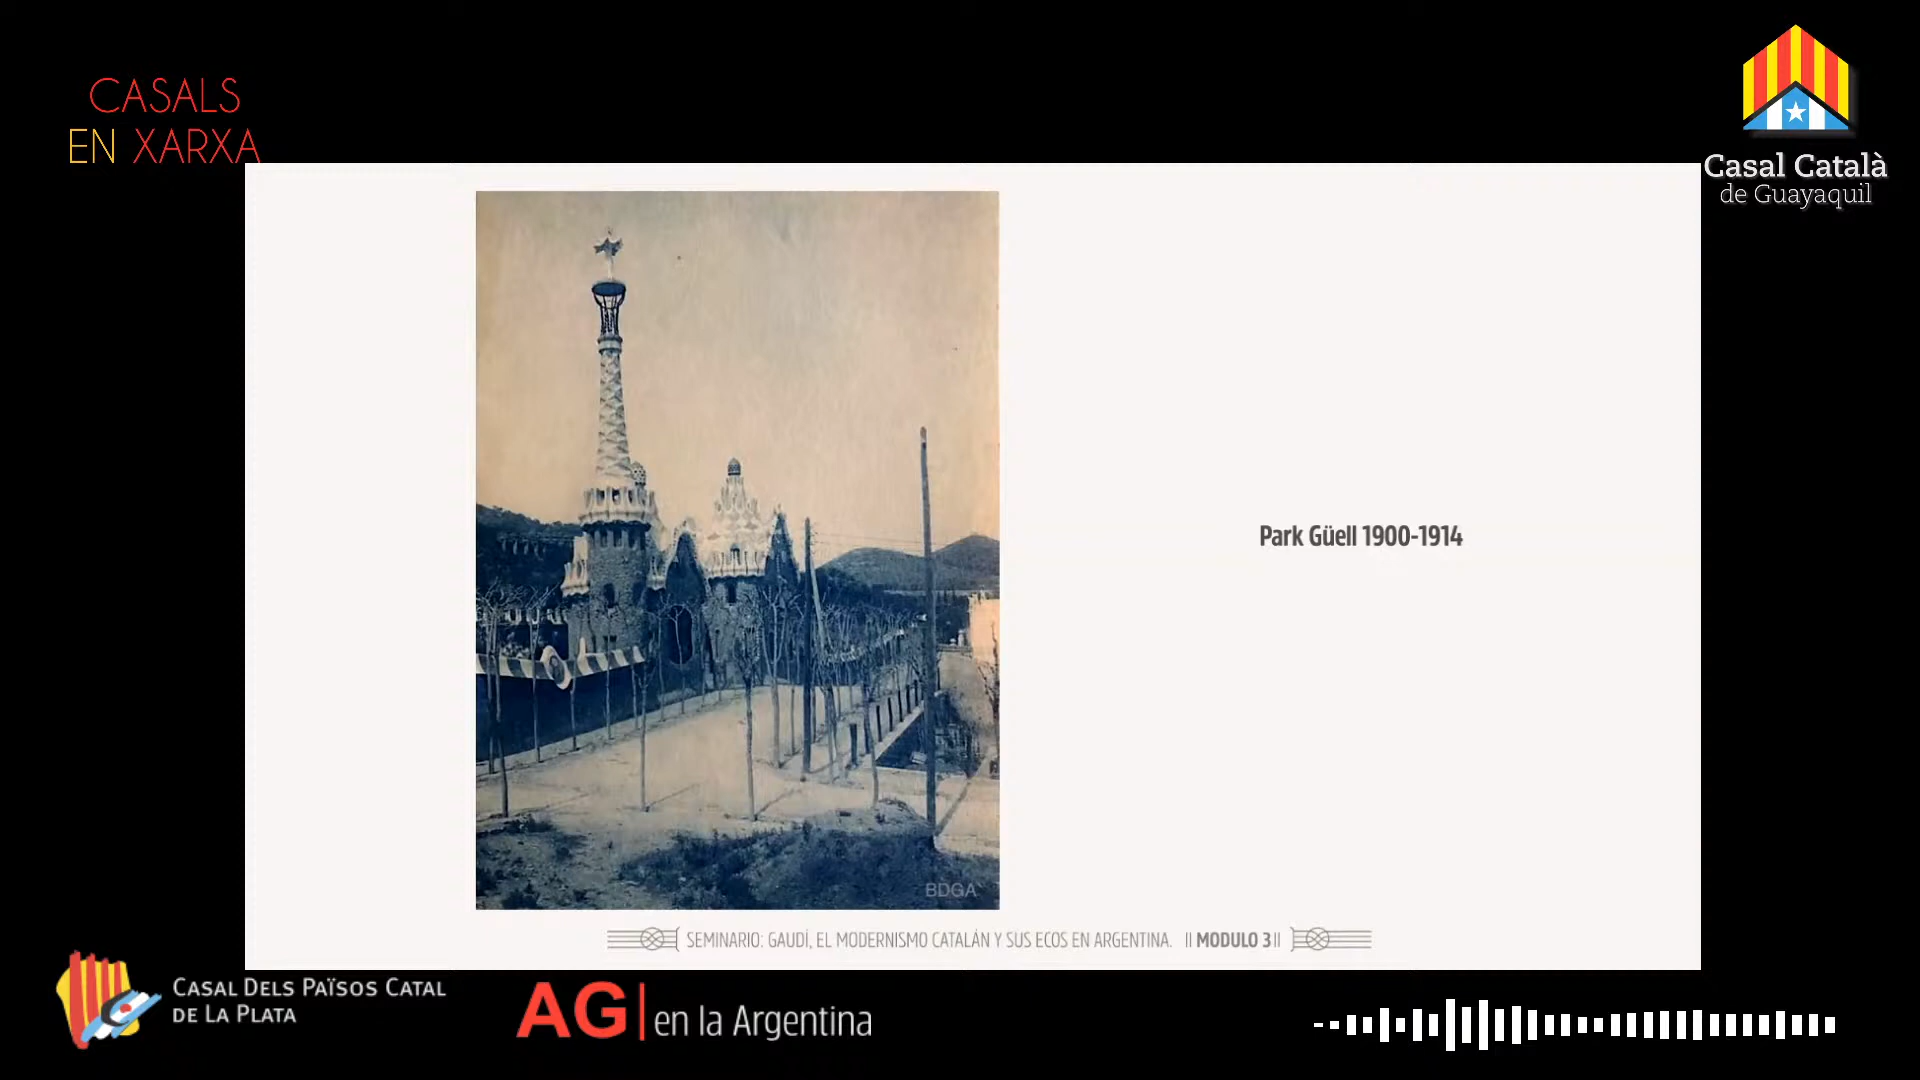 CASALS
EN XARXA
Casal Català
de Guayaquil
Park Güell 1900-1914
BDGA
SEMINARIO: GAUDÍ, EL MODERNISMO CATALÁN Y SUS ECOS EN ARGENTINA. || MODULO 3 ||
CASAL DELS PAÏSOS CATAL
DE LA PLATA
AG | en la Argentina